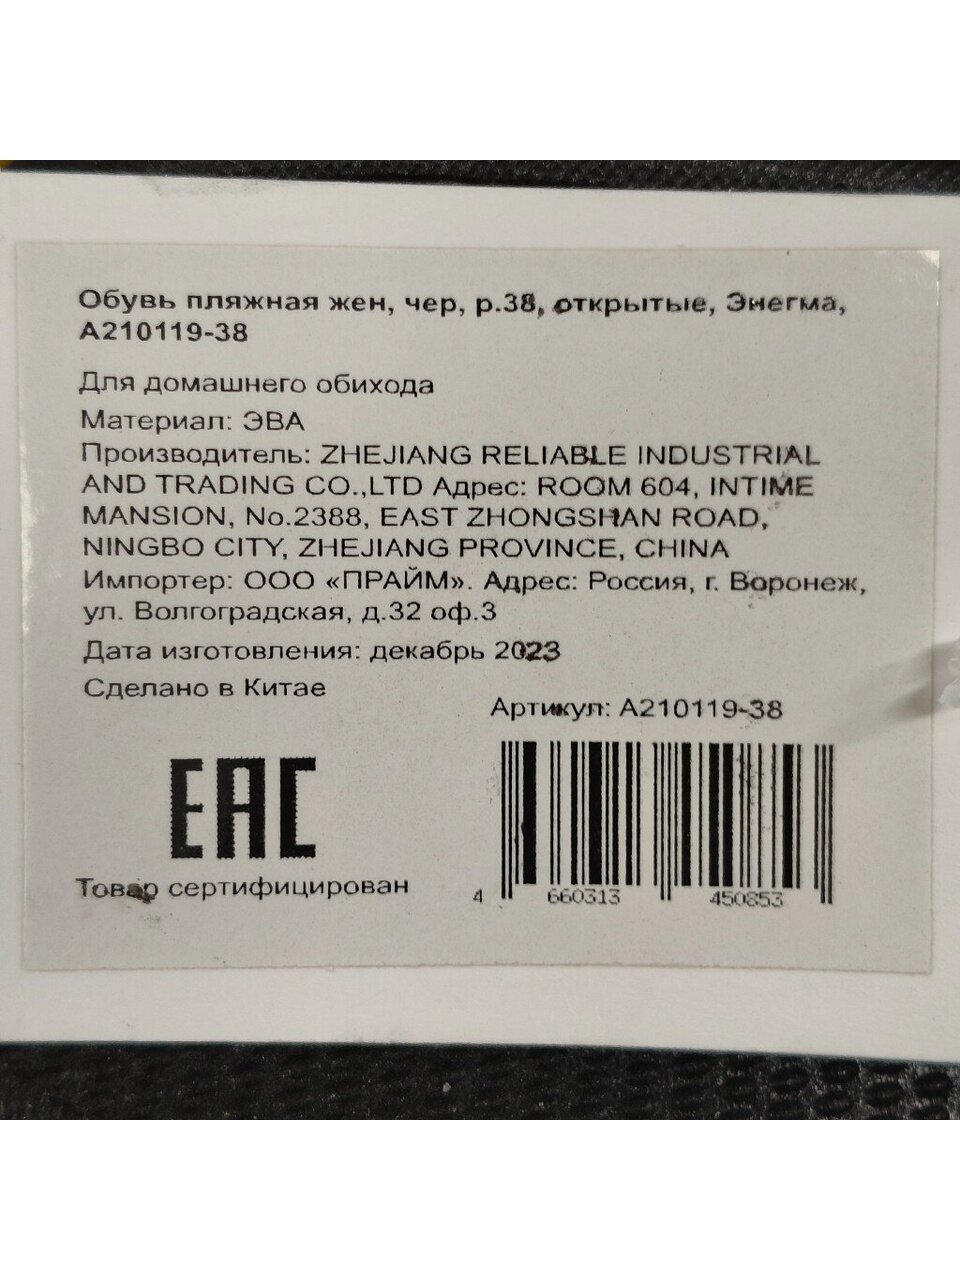 Обувь пляжная жен, чер, р.38, открытые, Энегма,
А210119-38
Для домашнего обихода
Материал: ЭВА
Производитель: ZHEJIANG RELIABLE INDUSTRIAL
AND TRADING CO.,LTD Адрес: ROOM 604, INTIME
MANSION, No.2388, EAST ZHONGSHAN ROAD,
NINGBO CITY, ZHEJIANG PROVINCE, CHINA
Импортер: ООО «ПРАЙМ». Адрес: Россия, г. Воронеж,
ул. Волгоградская, д.32 оф.3
Дата изготовления: декабрь 2023
Сделано в Китае
Артикул: А210119-38
ЕАС
Товар сертифицирован
4 660313 450853